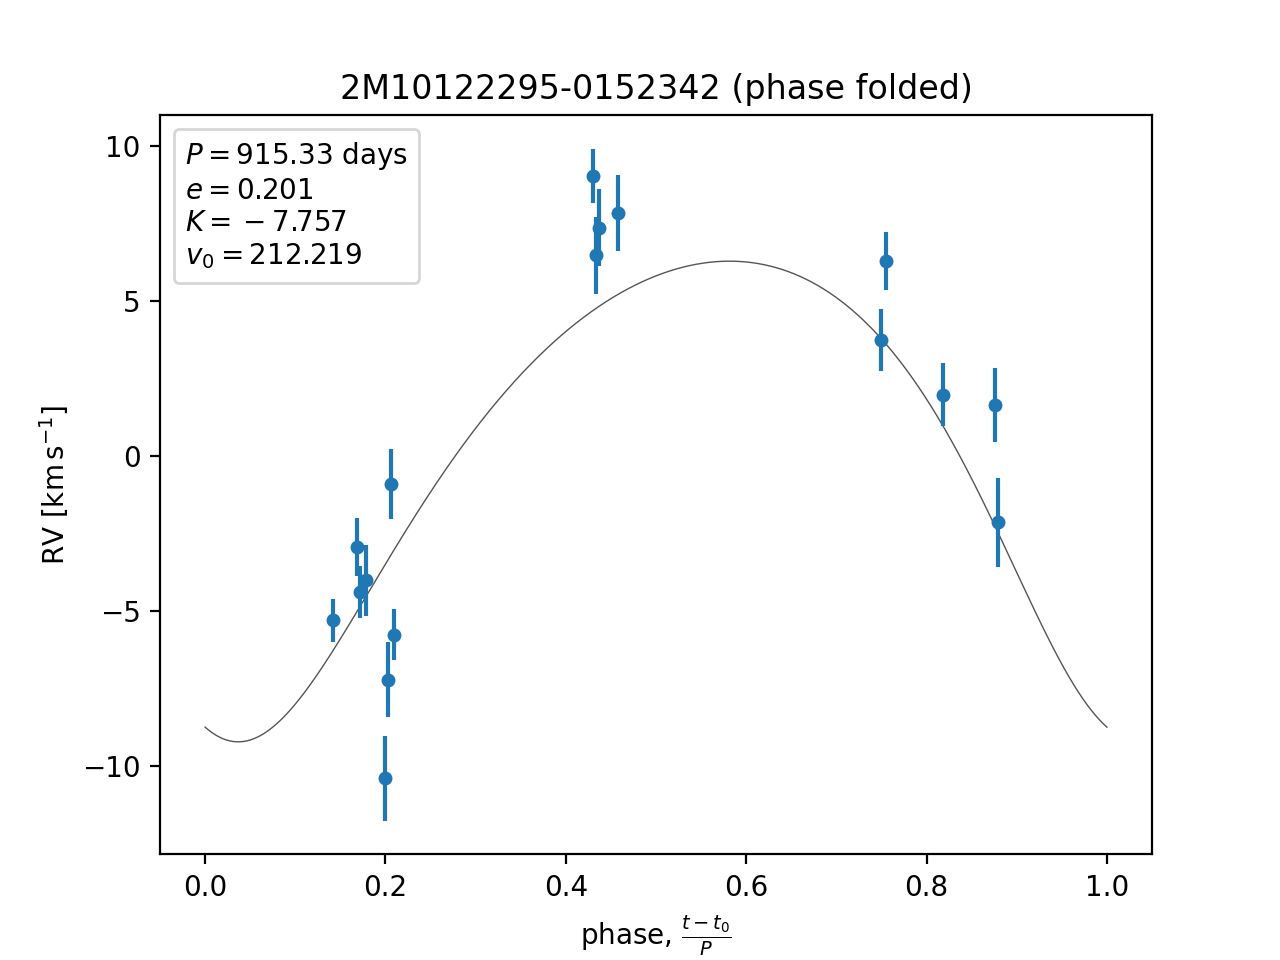 2M10122295-0152342 (phase folded)
P = 915.33 days
e = 0.201
K = −7.757
v₀ = 212.219
10
5
0
−5
−10
RV [km s⁻¹]
0.0 0.2 0.4 0.6 0.8 1.0
phase, (t − t₀)/P